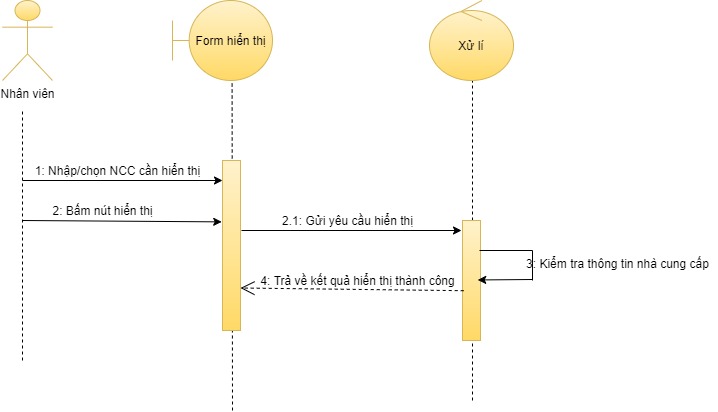 Form hiển thị
Xử lí
Nhân viên
1: Nhập/chọn NCC cần hiển thị
2: Bấm nút hiển thị
2.1: Gửi yêu cầu hiển thị
3: Kiểm tra thông tin nhà cung cấp
4: Trả về kết quả hiển thị thành công